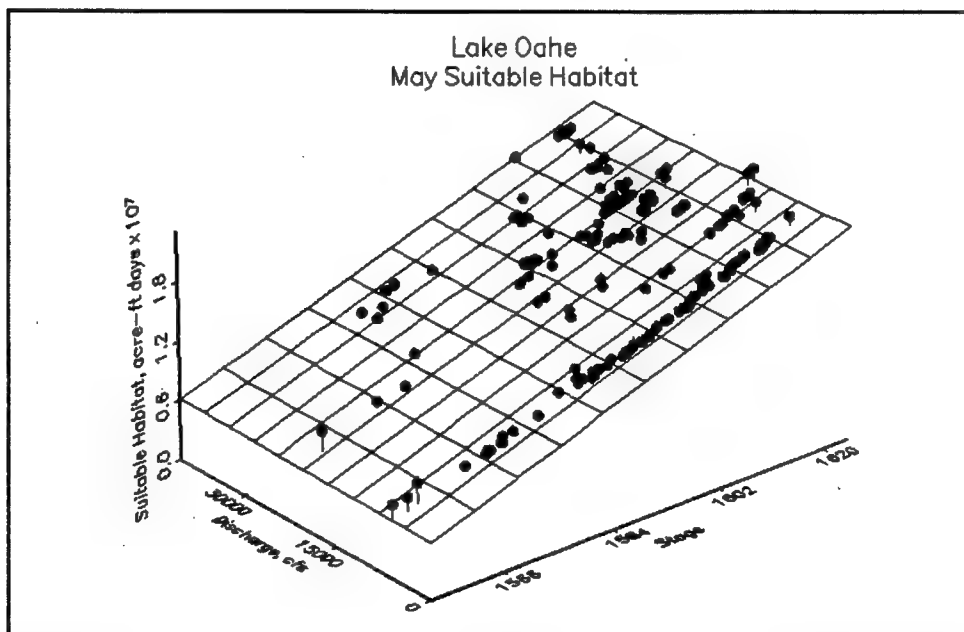 Lake Oahe
May Suitable Habitat
Suitable Habitat, acre-ft days x 10⁷
1.8
1.2
0.6
0.0
30000
15000
0
Discharge, cfs
1566
1584
1602
1620
Stage